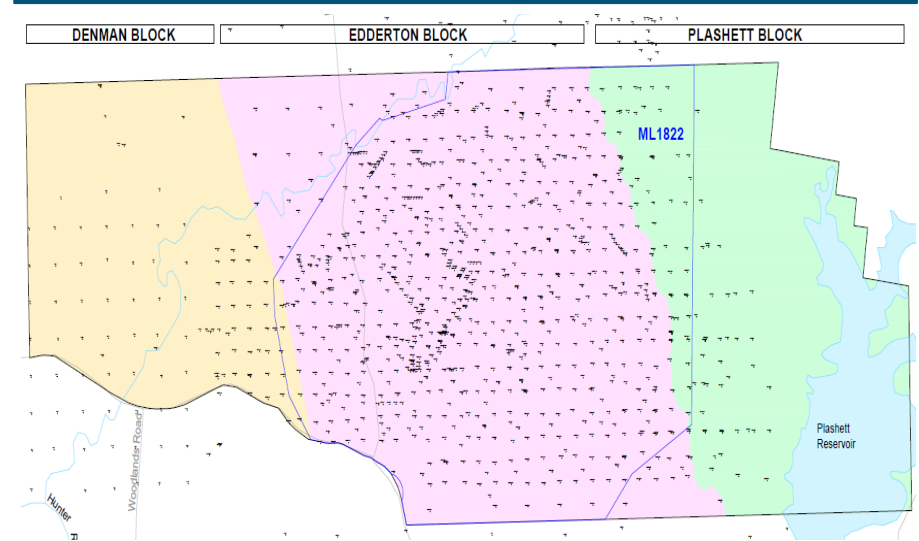 DENMAN BLOCK
EDDERTON BLOCK
PLASHETT BLOCK
ML1822
Plashett
Reservoir
Woodlands Road
Hunter
R